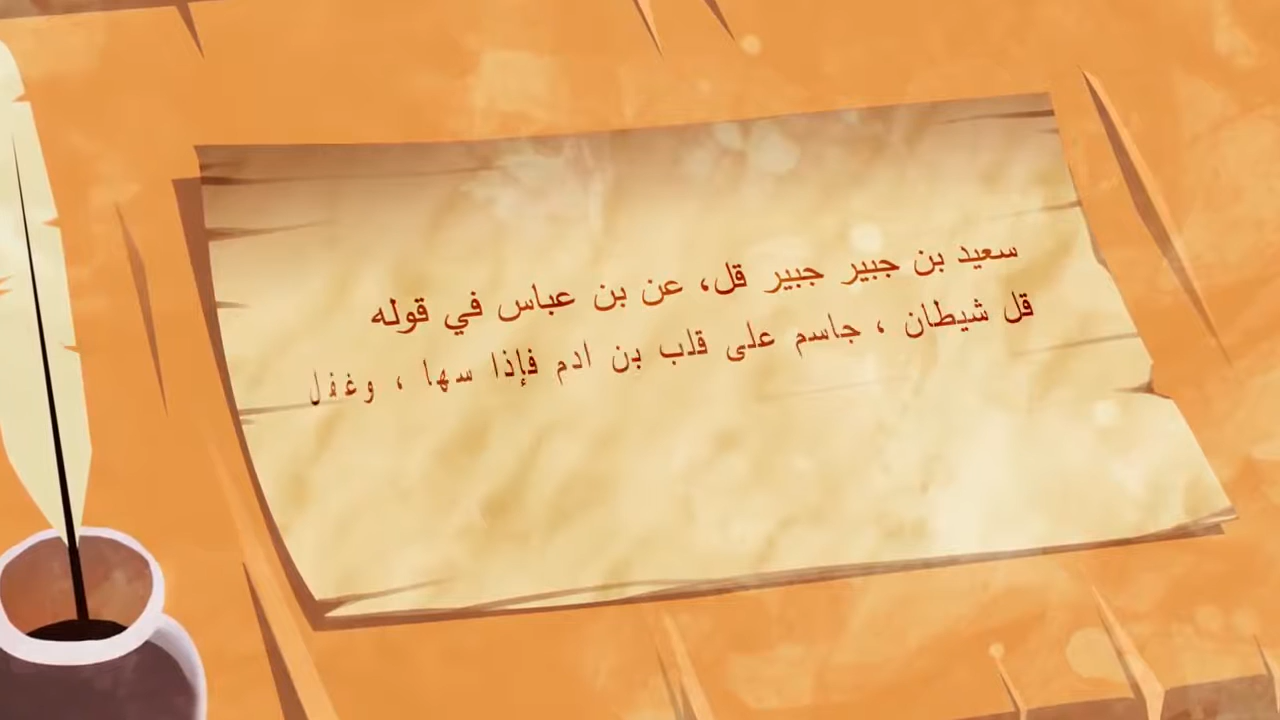 سعيد بن جبير جبير قل، عن بن عباس في قوله
قل شيطان ، جاسم على قلب بن ادم فإذا سها ، وغفل